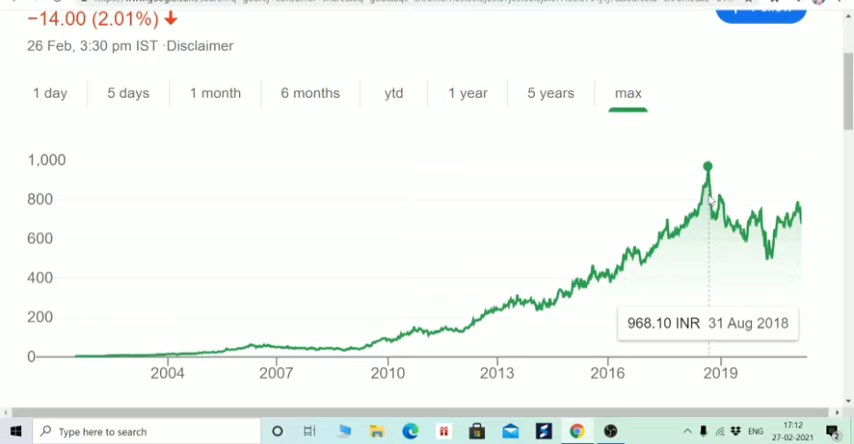 −14.00 (2.01%)
26 Feb, 3:30 pm IST ·Disclaimer
1 day 5 days 1 month 6 months ytd 1 year 5 years max
1,000
800
600
400
200
0
968.10 INR 31 Aug 2018
2004 2007 2010 2013 2016 2019
Type here to search
ENG
17:12
27-02-2021
2